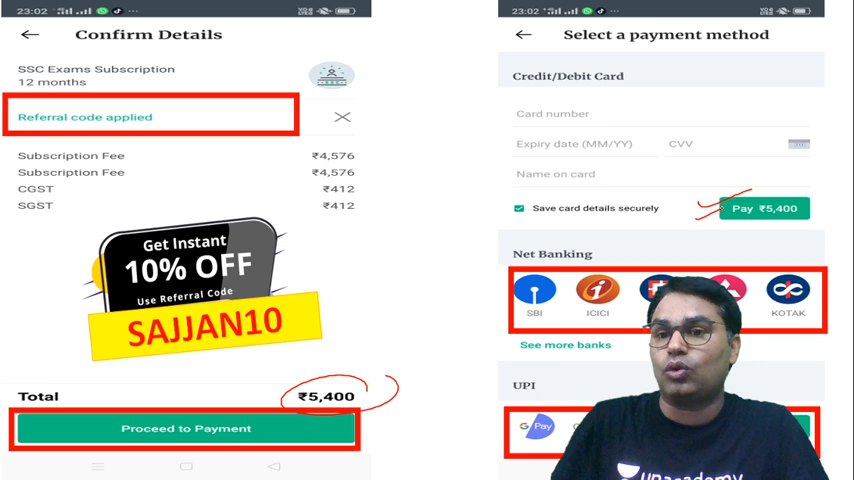 23:02
Confirm Details
SSC Exams Subscription
12 months
Referral code applied
Subscription Fee ₹4,576
Subscription Fee ₹4,576
CGST ₹412
SGST ₹412
Get Instant
10% OFF
Use Referral Code
SAJJAN10
Total ₹5,400
Proceed to Payment
23:02
Select a payment method
Credit/Debit Card
Card number
Expiry date (MM/YY) CVV
Name on card
Save card details securely
Pay ₹5,400
Net Banking
SBI ICICI KOTAK
See more banks
UPI
G Pay
unacademy